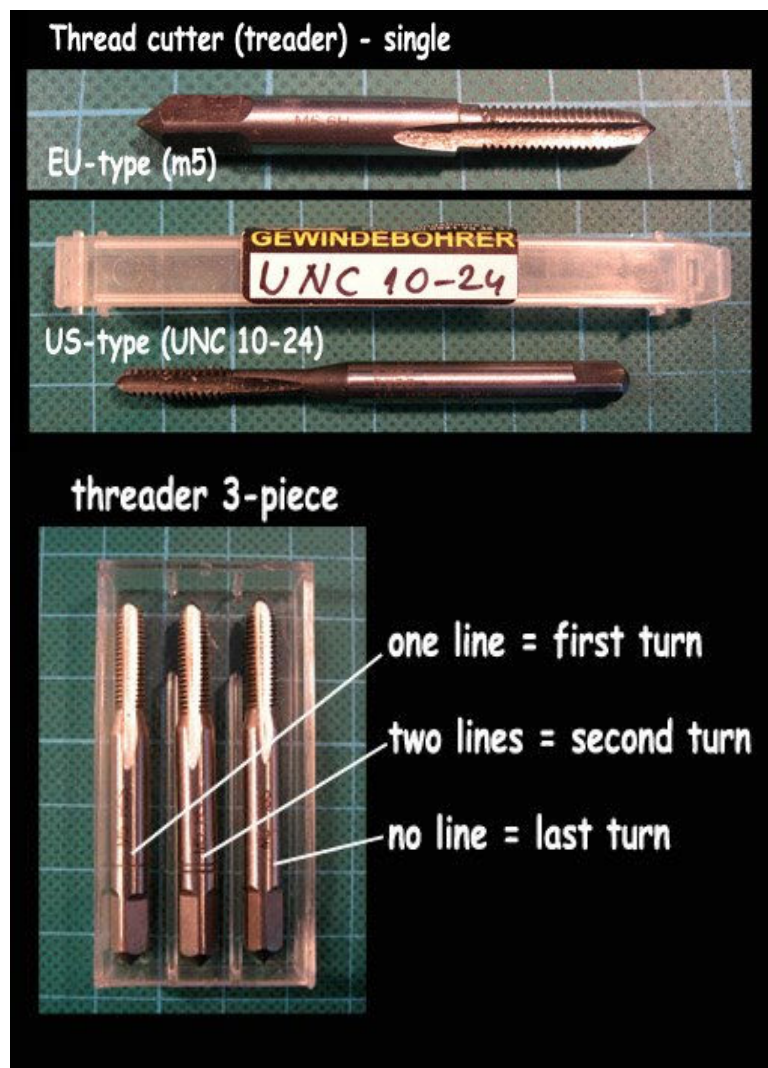 Thread cutter (treader) - single
EU-type (m5)
GEWINDEBOHRER
UNC 10-24
US-type (UNC 10-24)
threader 3-piece
one line = first turn
two lines = second turn
no line = last turn